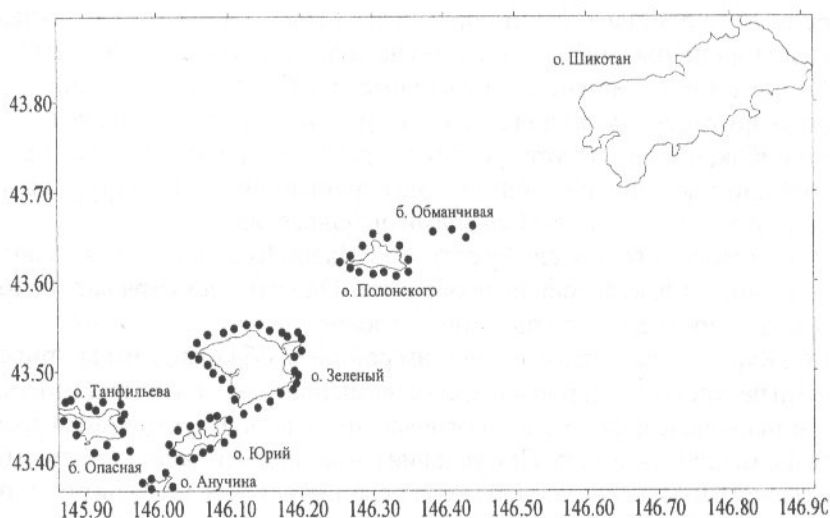 о. Шикотан
43.80
43.70
б. Обманчивая
43.60
о. Полонского
43.50
о. Зеленый
о. Танфильева
о. Юрий
б. Опасная
43.40
о. Анучина
145.90 146.00 146.10 146.20 146.30 146.40 146.50 146.60 146.70 146.80 146.90